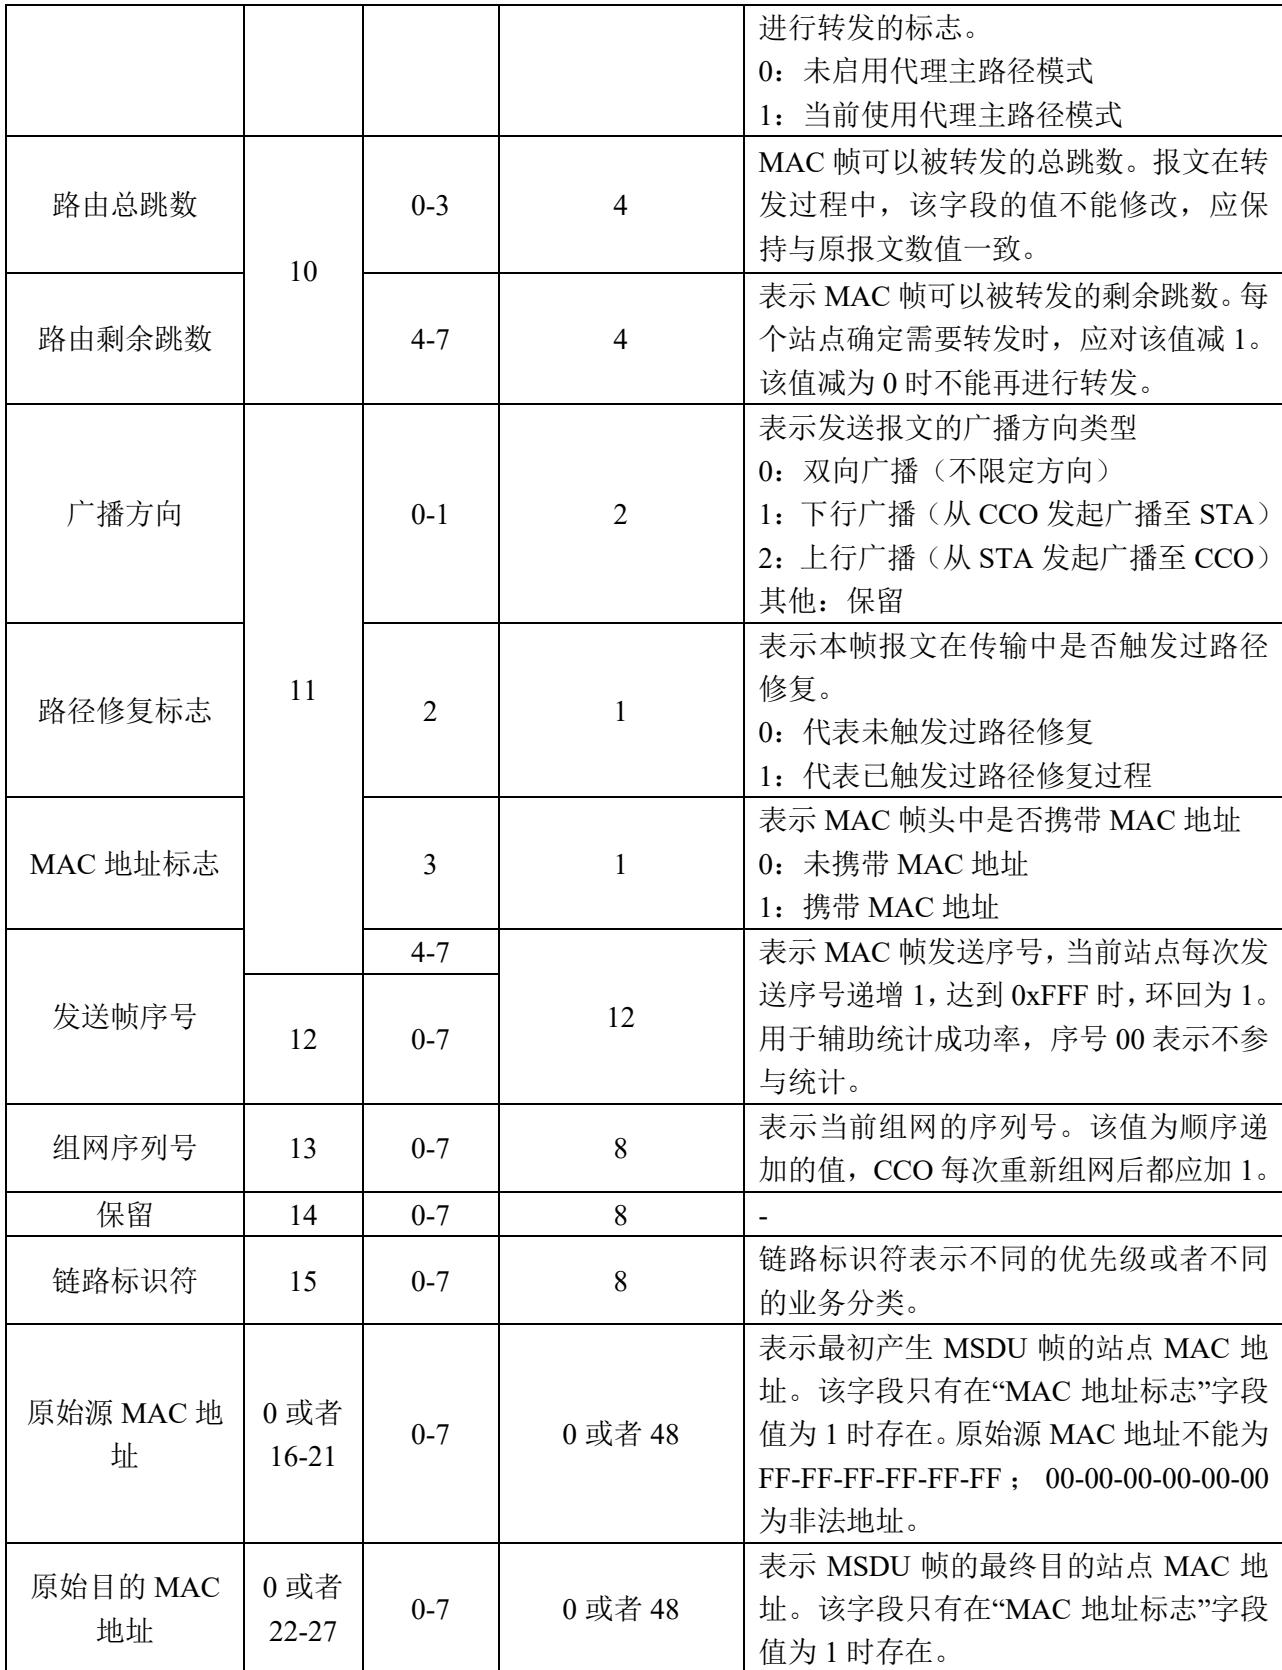 进行转发的标志。
0：未启用代理主路径模式
1：当前使用代理主路径模式
路由总跳数
10
0-3
4
MAC 帧可以被转发的总跳数。报文在转
发过程中，该字段的值不能修改，应保
持与原报文数值一致。
路由剩余跳数
4-7
4
表示 MAC 帧可以被转发的剩余跳数。每
个站点确定需要转发时，应对该值减 1。
该值减为 0 时不能再进行转发。
广播方向
11
0-1
2
表示发送报文的广播方向类型
0：双向广播（不限定方向）
1：下行广播（从 CCO 发起广播至 STA）
2：上行广播（从 STA 发起广播至 CCO）
其他：保留
路径修复标志
2
1
表示本帧报文在传输中是否触发过路径
修复。
0：代表未触发过路径修复
1：代表已触发过路径修复过程
MAC 地址标志
3
1
表示 MAC 帧头中是否携带 MAC 地址
0：未携带 MAC 地址
1：携带 MAC 地址
发送帧序号
4-7
12
0-7
12
表示 MAC 帧发送序号，当前站点每次发
送序号递增 1，达到 0xFFF 时，环回为 1。
用于辅助统计成功率，序号 00 表示不参
与统计。
组网序列号
13
0-7
8
表示当前组网的序列号。该值为顺序递
加的值，CCO 每次重新组网后都应加 1。
保留
14
0-7
8
-
链路标识符
15
0-7
8
链路标识符表示不同的优先级或者不同
的业务分类。
原始源 MAC 地
址
0 或者
16-21
0-7
0 或者 48
表示最初产生 MSDU 帧的站点 MAC 地
址。该字段只有在“MAC 地址标志”字段
值为 1 时存在。原始源 MAC 地址不能为
FF-FF-FF-FF-FF-FF； 00-00-00-00-00-00
为非法地址。
原始目的 MAC
地址
0 或者
22-27
0-7
0 或者 48
表示 MSDU 帧的最终目的站点 MAC 地
址。该字段只有在“MAC 地址标志”字段
值为 1 时存在。